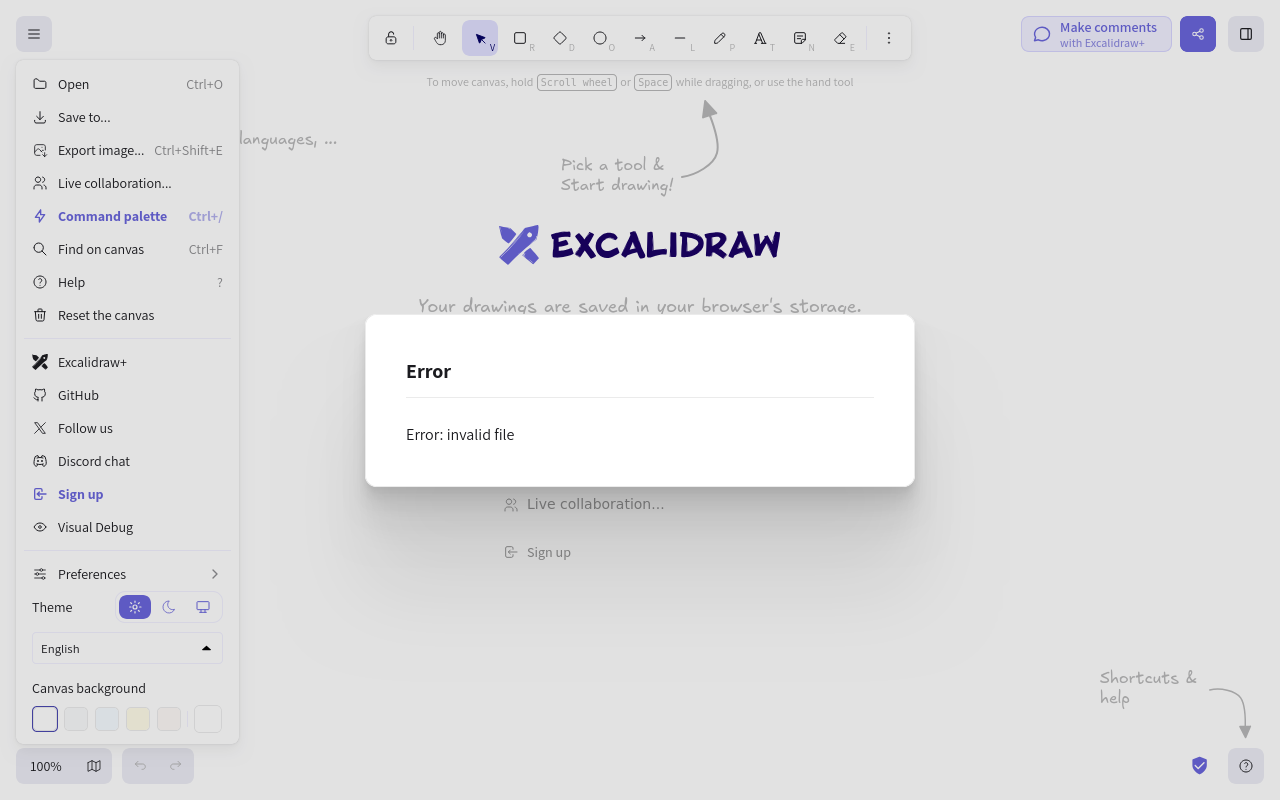 V
R
D
O
A
L
P
T
N
E
Make comments
with Excalidraw+
To move canvas, hold Scroll wheel or Space while dragging, or use the hand tool
Open Ctrl+O
Save to...
Export image... Ctrl+Shift+E
Live collaboration...
Command palette Ctrl+/
Find on canvas Ctrl+F
Help ?
Reset the canvas
Excalidraw+
GitHub
Follow us
Discord chat
Sign up
Visual Debug
Preferences
Theme
English
Canvas background
100%
languages, ...
Pick a tool &
Start drawing!
EXCALIDRAW
Your drawings are saved in your browser's storage.
Error
Error: invalid file
Live collaboration...
Sign up
Shortcuts &
help